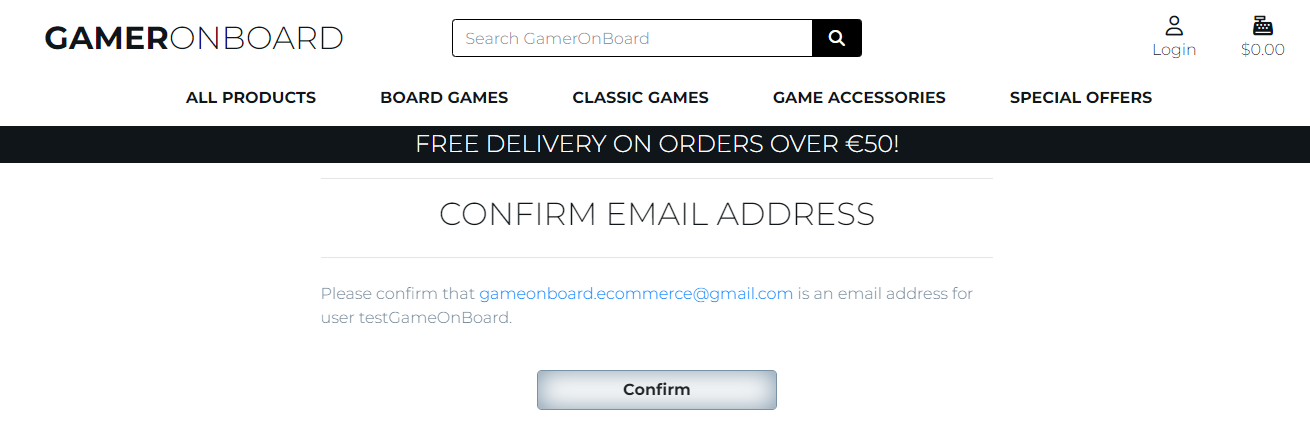 GAMERONBOARD
Search GamerOnBoard
Login
$0.00
ALL PRODUCTS BOARD GAMES CLASSIC GAMES GAME ACCESSORIES SPECIAL OFFERS
FREE DELIVERY ON ORDERS OVER €50!
CONFIRM EMAIL ADDRESS
Please confirm that gameonboard.ecommerce@gmail.com is an email address for
user testGameOnBoard.
Confirm